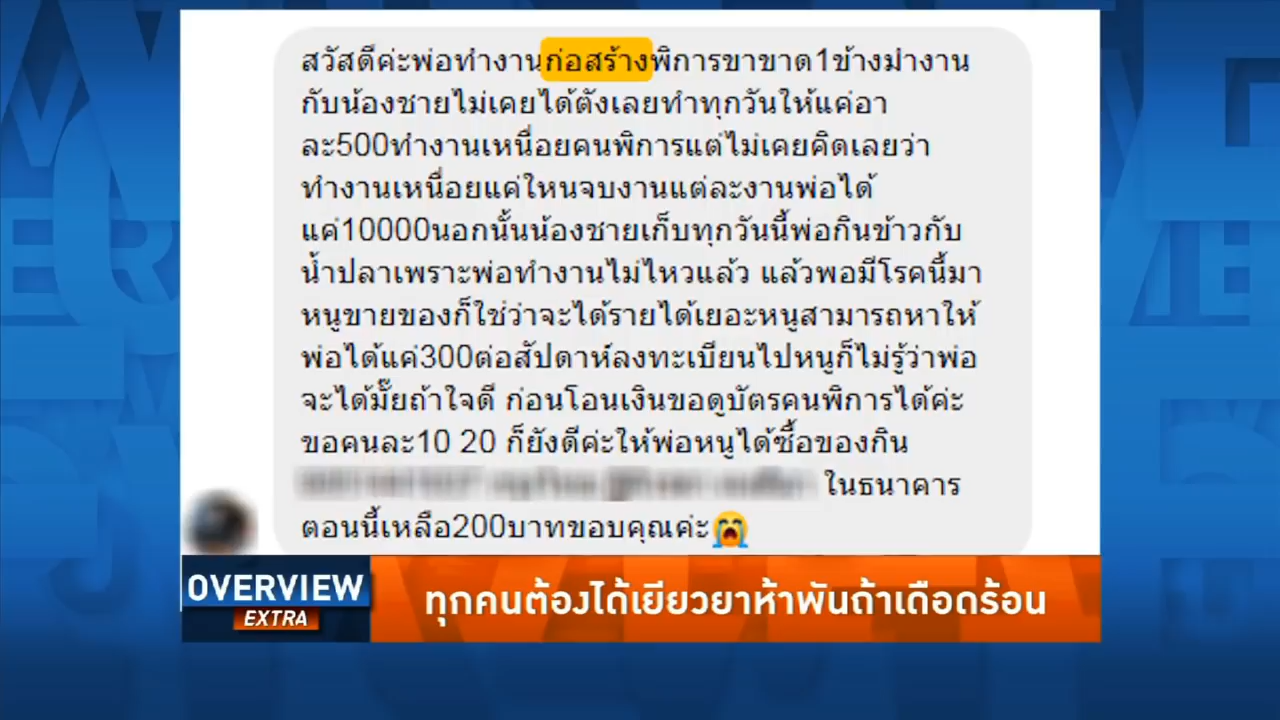 สวัสดีค่ะพ่อทำงานก่อสร้างพิการขาขาด1ข้างมำงาน
กับน้องชายไม่เคยได้ตังเลยทำทุกวันให้แค่อา
ละ500ทำงานเหนื่อยคนพิการแต่ไม่เคยคิดเลยว่า
ทำงานเหนื่อยแค่ใหนจบงานแต่ละงานพ่อได้
แค่10000นอกนั้นน้องชายเก็บทุกวันนี้พ่อกินข้าวกับ
น้ำปลาเพราะพ่อทำงานไม่ไหวแล้ว แล้วพอมีโรคนี้มา
หนูขายของก็ใช่ว่าจะได้รายได้เยอะหนูสามารถหาให้
พ่อได้แค่300ต่อสัปดาห์ลงทะเบียนไปหนูก็ไม่รู้ว่าพ่อ
จะได้มั๊ยถ้าใจดี ก่อนโอนเงินขอดูบัตรคนพิการได้ค่ะ
ขอคนละ10 20 ก็ยังดีค่ะให้พ่อหนูได้ซื้อของกิน
ในธนาคาร
ตอนนี้เหลือ200บาทขอบคุณค่ะ😭
OVERVIEW
EXTRA
ทุกคนต้องได้เยียวยาห้าพันถ้าเดือดร้อน